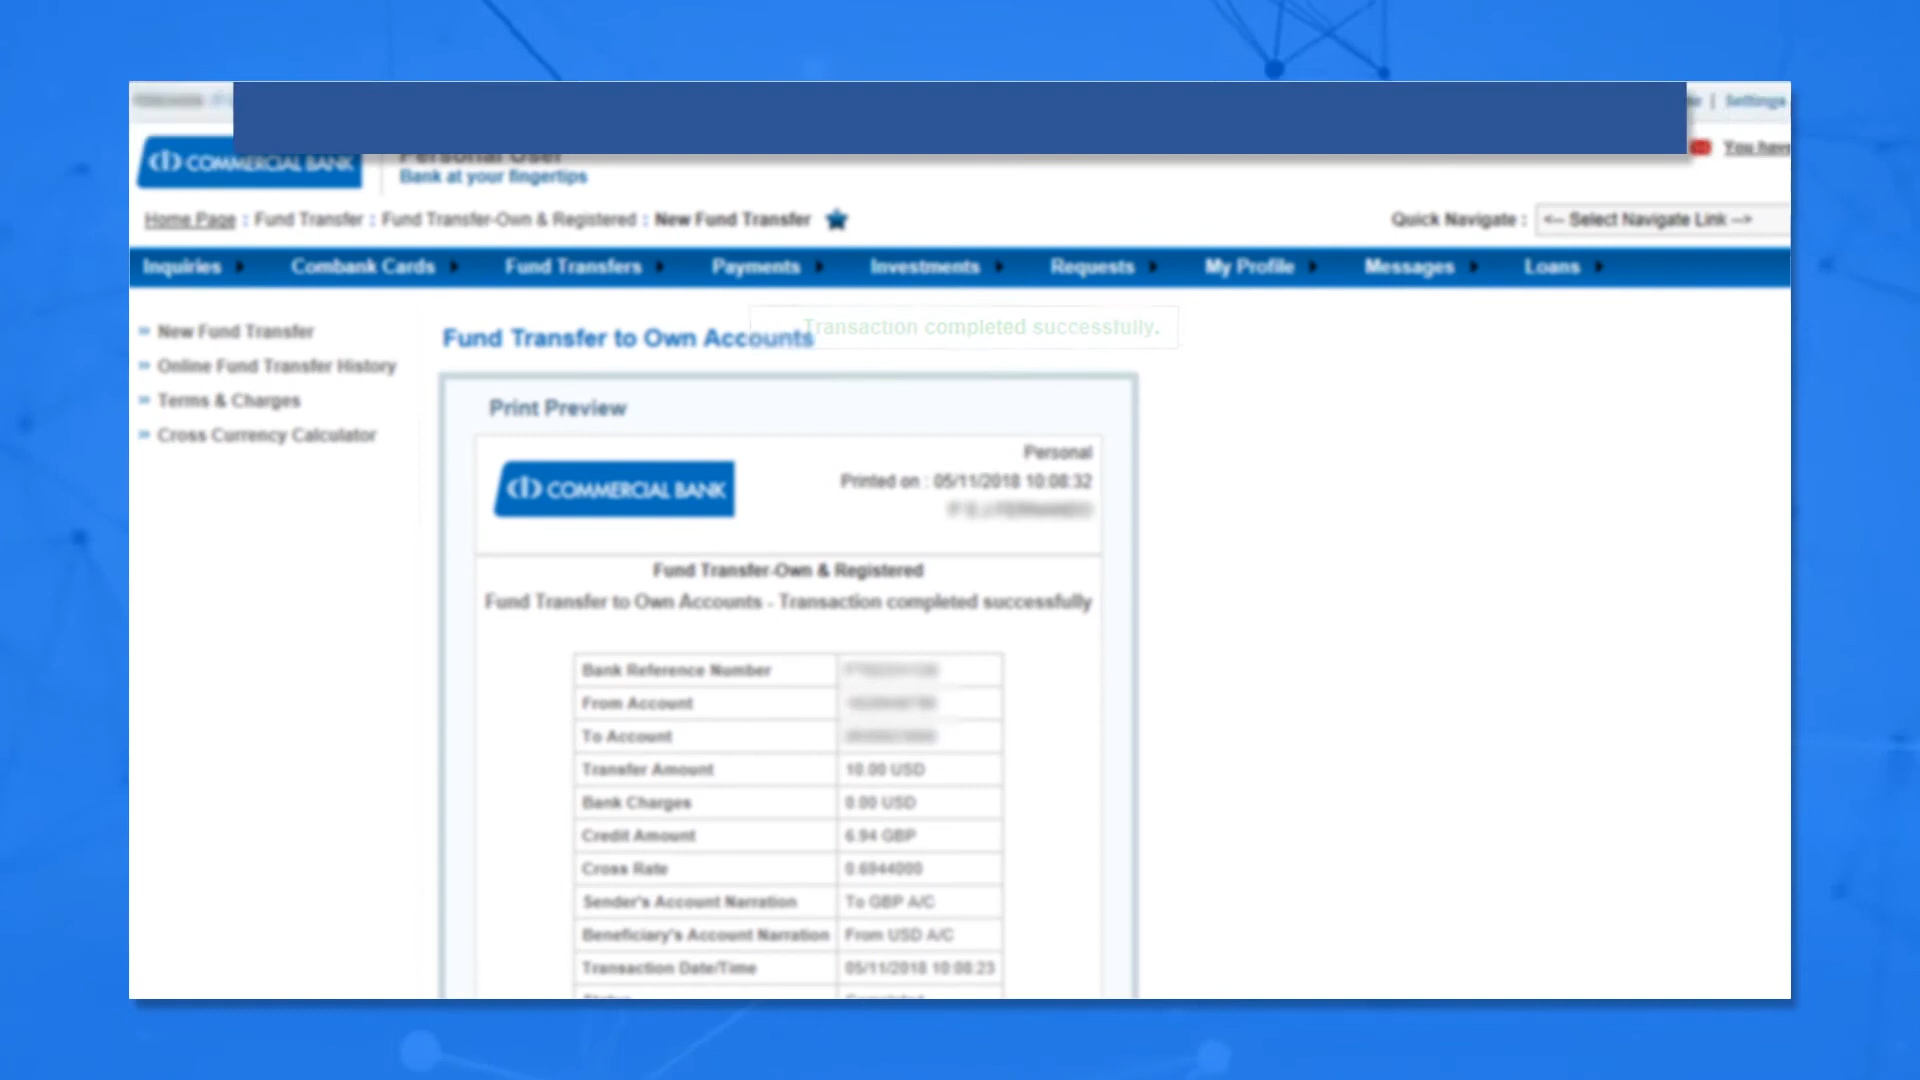 Settings
COMMERCIAL BANK
Personal User
Bank at your fingertips
You have
Home Page : Fund Transfer : Fund Transfer-Own & Registered : New Fund Transfer
Quick Navigate : <-- Select Navigate Link -->
Inquiries Combank Cards Fund Transfers Payments Investments Requests My Profile Messages Loans
» New Fund Transfer
» Online Fund Transfer History
» Terms & Charges
» Cross Currency Calculator
Fund Transfer to Own Accounts
Transaction completed successfully.
Print Preview
COMMERCIAL BANK
Personal
Printed on : 05/11/2018 10:08:32
Fund Transfer-Own & Registered
Fund Transfer to Own Accounts - Transaction completed successfully
Bank Reference Number
From Account
To Account
Transfer Amount 10.00 USD
Bank Charges 0.00 USD
Credit Amount 6.94 GBP
Cross Rate 0.6944000
Sender's Account Narration To GBP A/C
Beneficiary's Account Narration From USD A/C
Transaction Date/Time 05/11/2018 10:08:23